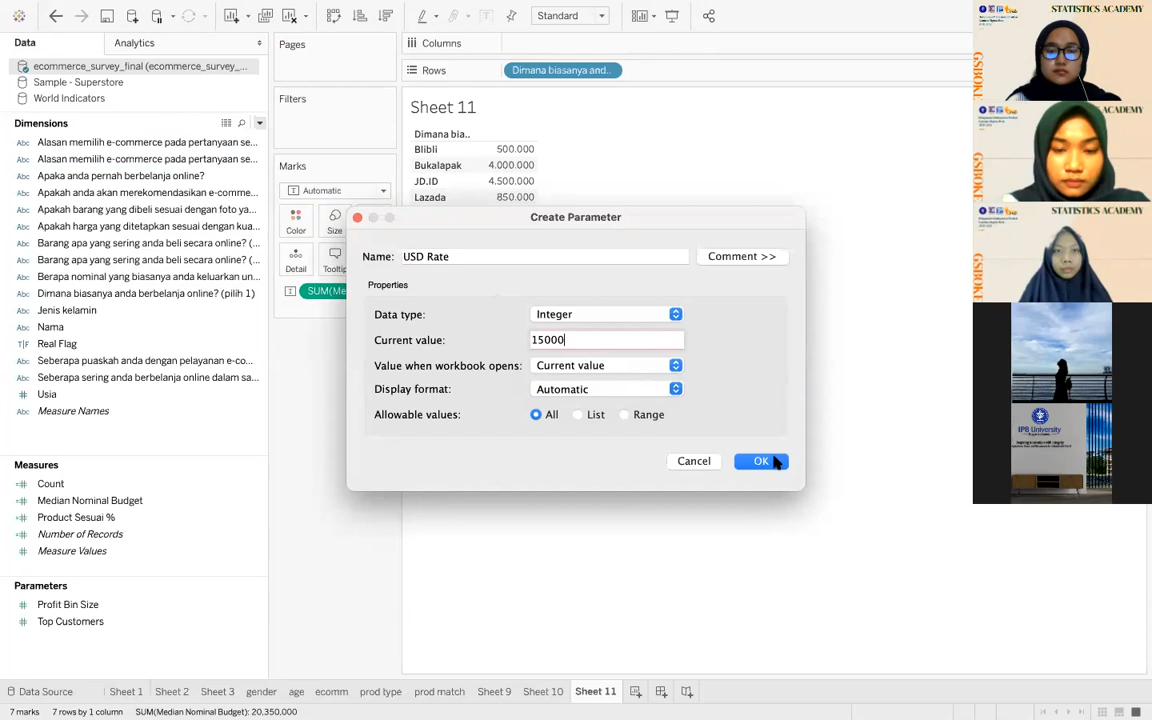 Standard
STATISTICS ACADEMY
GSBOKE
Data
Analytics
Pages
Columns
ecommerce_survey_final (ecommerce_survey_...
Sample - Superstore
World Indicators
Rows
Dimana biasanya and..
Filters
Sheet 11
Dimensions
Dimana bia..
Alasan memilih e-commerce pada pertanyaan se...
Blibli 500.000
Alasan memilih e-commerce pada pertanyaan se...
Bukalapak 4.000.000
Marks
Apaka anda pernah berbelanja online?
JD.ID 4.500.000
Automatic
Apakah anda akan merekomendasikan e-comme...
Lazada 850.000
Apakah barang yang dibeli sesuai dengan foto ya...
Apakah harga yang ditetapkan sesuai dengan kua...
Barang apa yang sering anda beli secara online? (...
Barang apa yang sering anda beli secara online? (...
Berapa nominal yang biasanya anda keluarkan un...
Dimana biasanya anda berbelanja online? (pilih 1)
Jenis kelamin
Nama
Real Flag
Seberapa puaskah anda dengan pelayanan e-co...
Seberapa sering anda berbelanja online dalam sa...
Usia
Measure Names
Color
Size
Detail
Tooltip
SUM(Me
Create Parameter
Name: USD Rate
Comment >>
Properties
Data type: Integer
Current value: 15000
Value when workbook opens: Current value
Display format: Automatic
Allowable values: All List Range
Cancel
OK
STATISTICS ACADEMY
GSBOKE
STATISTICS ACADEMY
GSBOKE
IPB University
Measures
Count
Median Nominal Budget
Product Sesuai %
Number of Records
Measure Values
Parameters
Profit Bin Size
Top Customers
Data Source
Sheet 1
Sheet 2
Sheet 3
gender
age
ecomm
prod type
prod match
Sheet 9
Sheet 10
Sheet 11
7 marks
7 rows by 1 column
SUM(Median Nominal Budget): 20,350,000